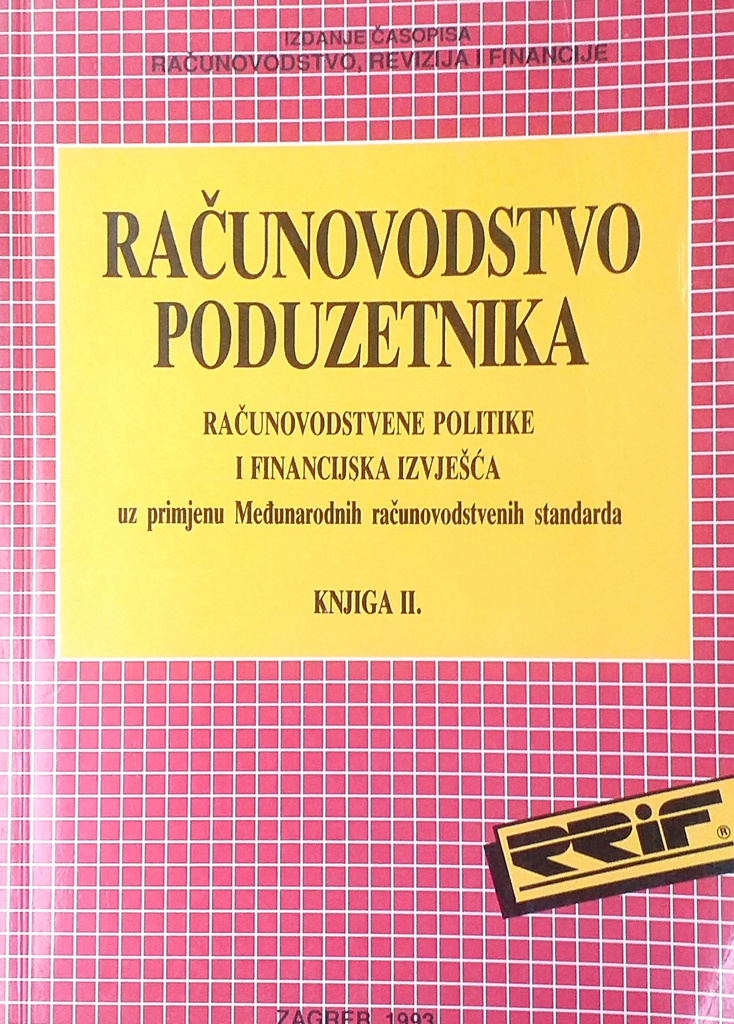 IZDANJE ČASOPISA
RAČUNOVODSTVO, REVIZIJA I FINANCIJE
RAČUNOVODSTVO
PODUZETNIKA
RAČUNOVODSTVENE POLITIKE
I FINANCIJSKA IZVJEŠĆA
uz primjenu Međunarodnih računovodstvenih standarda
KNJIGA II.
RRiF ®
ZAGREB, 1993.